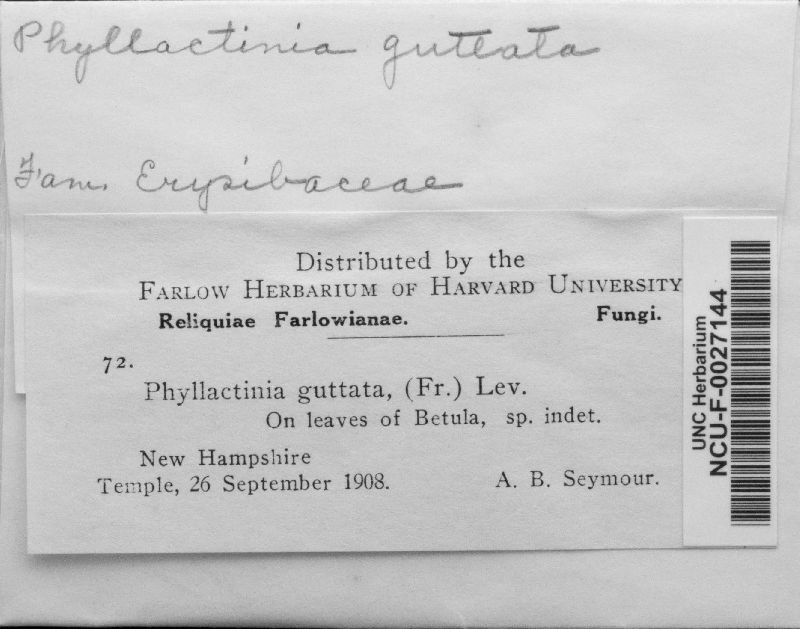 Phyllactinia guttata
Fam. Erysibaceae
Distributed by the
FARLOW HERBARIUM OF HARVARD UNIVERSITY
Reliquiae Farlowianae. Fungi.
72.
Phyllactinia guttata, (Fr.) Lev.
On leaves of Betula, sp. indet.
New Hampshire
Temple, 26 September 1908. A. B. Seymour.
UNC Herbarium
NCU-F-0027144